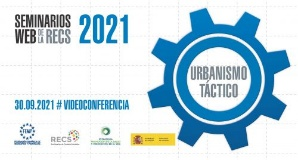 SEMINARIOS
WEB DE LA RECS 2021
30.09.2021 # VIDEOCONFERENCIA
URBANISMO
TÁCTICO
RECS